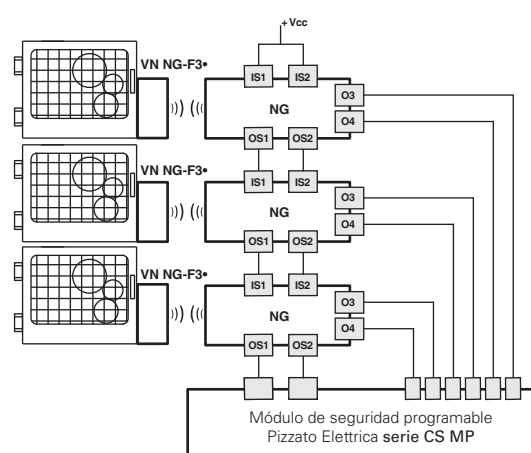 + Vcc
VN NG-F3•
IS1 IS2
O3
NG
O4
OS1 OS2
VN NG-F3•
IS1 IS2
O3
NG
O4
OS1 OS2
VN NG-F3•
IS1 IS2
O3
NG
O4
OS1 OS2
Módulo de seguridad programable
Pizzato Elettrica serie CS MP